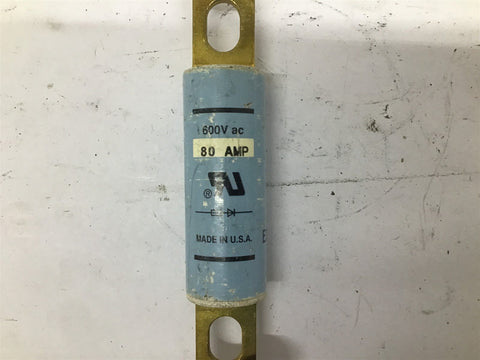 600V ac
80 AMP
®
MADE IN U.S.A.
E